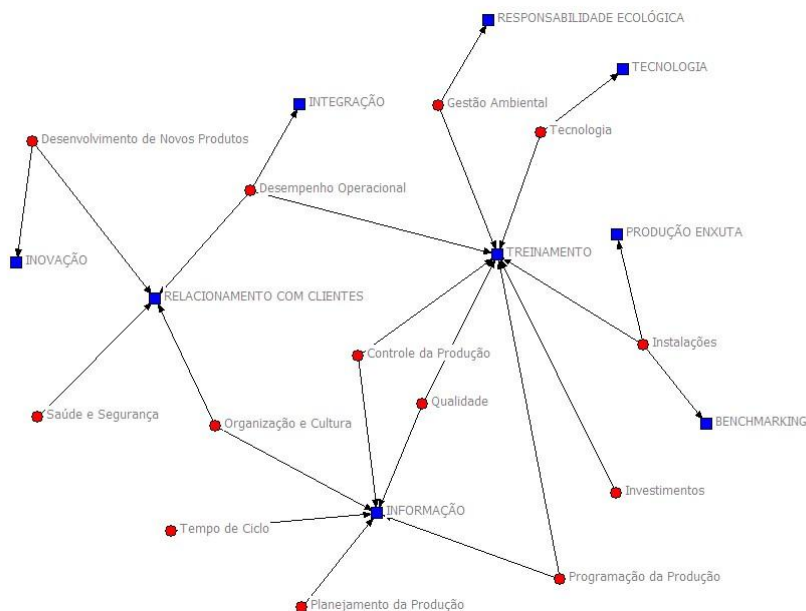 RESPONSABILIDADE ECOLÓGICA
TECNOLOGIA
INTEGRAÇÃO
Gestão Ambiental
Tecnologia
Desenvolvimento de Novos Produtos
Desempenho Operacional
PRODUÇÃO ENXUTA
TREINAMENTO
INOVAÇÃO
RELACIONAMENTO COM CLIENTES
Instalações
Controle da Produção
Qualidade
Saúde e Segurança
Organização e Cultura
BENCHMARKING
Investimentos
INFORMAÇÃO
Tempo de Ciclo
Programação da Produção
Planejamento da Produção